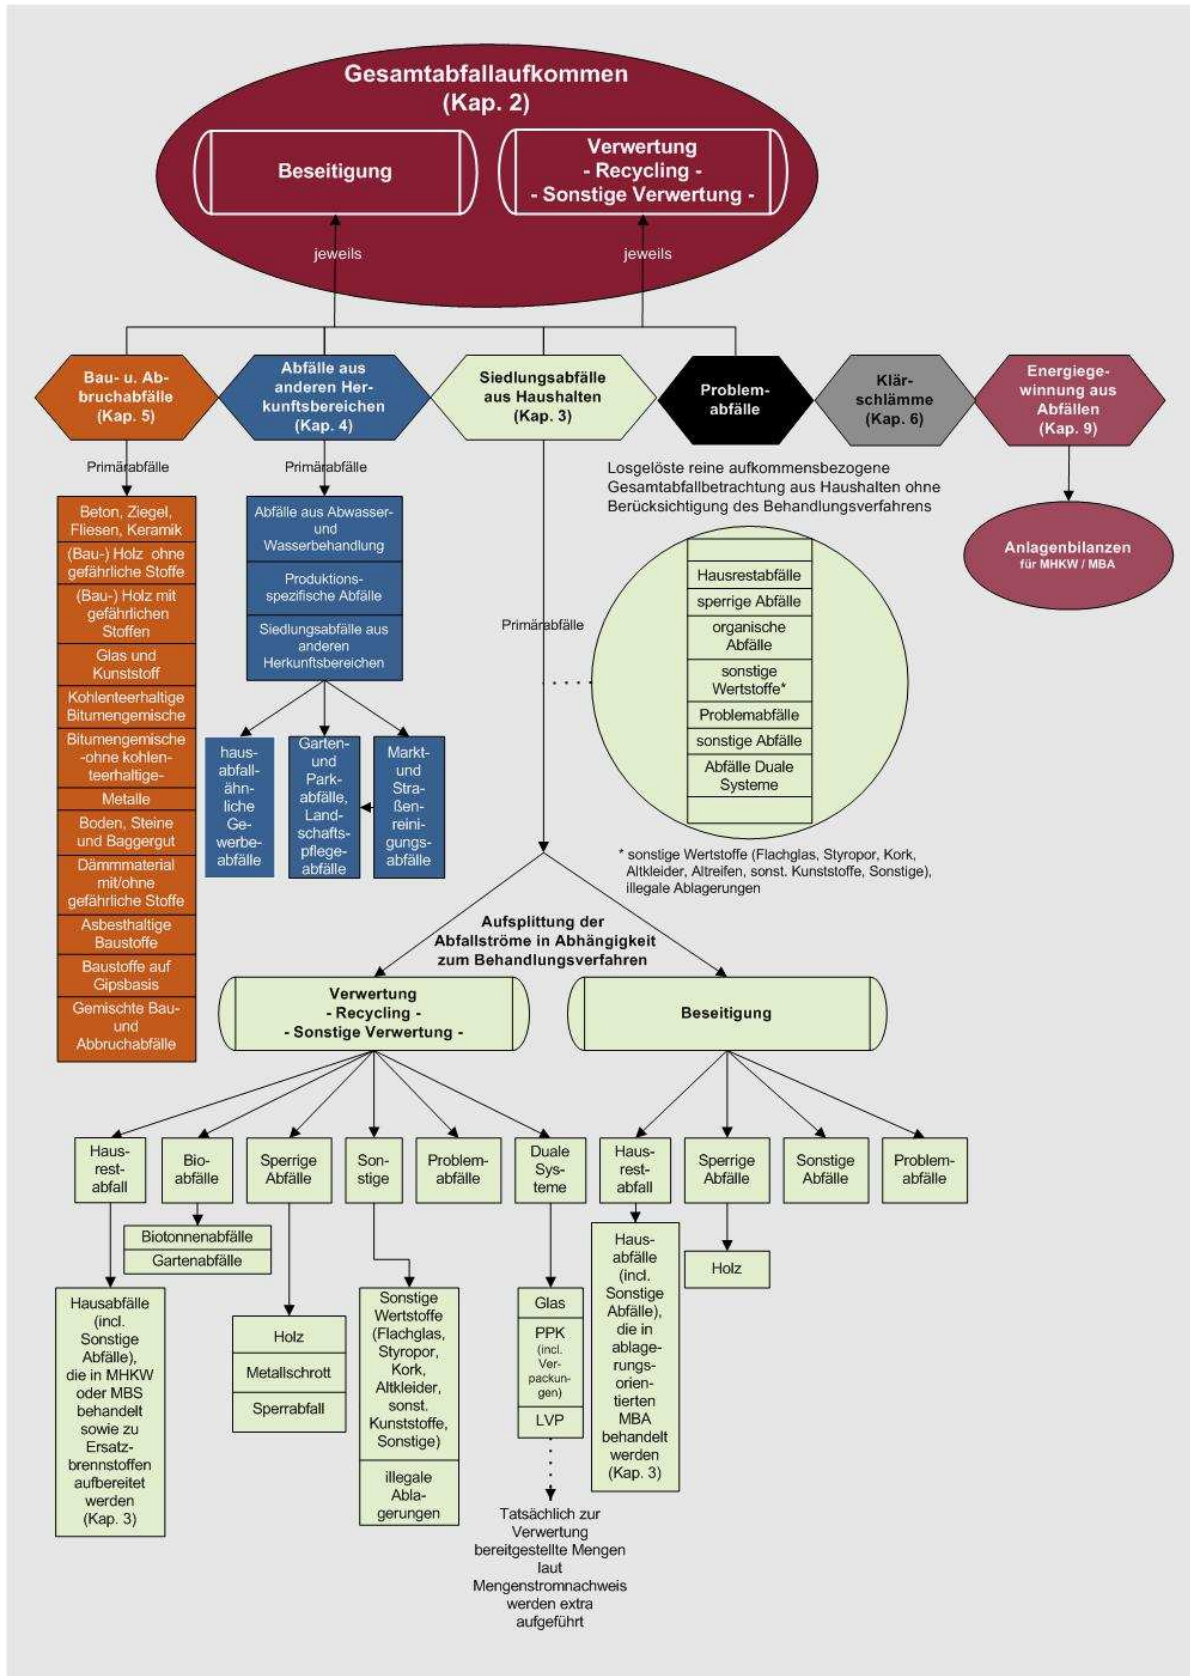 Gesamtabfallaufkommen
(Kap. 2)
Beseitigung
Verwertung
- Recycling -
- Sonstige Verwertung -
jeweils
jeweils
Bau- u. Ab-
bruchabfälle
(Kap. 5)
Abfälle aus
anderen Her-
kunftsbereichen
(Kap. 4)
Siedlungsabfälle
aus Haushalten
(Kap. 3)
Problem-
abfälle
Klär-
schlämme
(Kap. 6)
Energiege-
winnung aus
Abfällen
(Kap. 9)
Primärabfälle
Beton, Ziegel,
Fliesen, Keramik
(Bau-) Holz ohne
gefährliche Stoffe
(Bau-) Holz mit
gefährlichen
Stoffen
Glas und
Kunststoff
Kohlenteerhaltige
Bitumengemische
Bitumengemische
-ohne kohlen-
teerhaltige-
Metalle
Boden, Steine
und Baggergut
Dämmmaterial
mit/ohne
gefährliche Stoffe
Asbesthaltige
Baustoffe
Baustoffe auf
Gipsbasis
Gemischte Bau-
und
Abbruchabfälle
Primärabfälle
Abfälle aus Abwasser-
und
Wasserbehandlung
Produktions-
spezifische Abfälle
Siedlungsabfälle aus
anderen
Herkunftsbereichen
haus-
abfall-
ähn-
liche
Ge-
werbe-
abfälle
Garten-
und
Park-
abfälle,
Land-
schafts-
pflege-
abfälle
Markt-
und
Stra-
ßen-
reini-
gungs-
abfälle
Primärabfälle
Losgelöste reine aufkommensbezogene
Gesamtabfallbetrachtung aus Haushalten ohne
Berücksichtigung des Behandlungsverfahrens
Hausrestabfälle
sperrige Abfälle
organische
Abfälle
sonstige
Wertstoffe*
Problemabfälle
sonstige Abfälle
Abfälle Duale
Systeme
* sonstige Wertstoffe (Flachglas, Styropor, Kork,
Altkleider, Altreifen, sonst. Kunststoffe, Sonstige),
illegale Ablagerungen
Anlagenbilanzen
für MHKW / MBA
Aufsplittung der
Abfallströme in Abhängigkeit
zum Behandlungsverfahren
Verwertung
- Recycling -
- Sonstige Verwertung -
Beseitigung
Haus-
rest-
abfall
Bio-
abfälle
Sperrige
Abfälle
Son-
stige
Problem-
abfälle
Duale
Sys-
teme
Haus-
rest-
abfall
Sperrige
Abfälle
Sonstige
Abfälle
Problem-
abfälle
Hausabfälle
(incl.
Sonstige
Abfälle),
die in MHKW
oder MBS
behandelt
sowie zu
Ersatz-
brennstoffen
aufbereitet
werden
(Kap. 3)
Biotonnenabfälle
Gartenabfälle
Holz
Metallschrott
Sperrabfall
Sonstige
Wertstoffe
(Flachglas,
Styropor,
Kork,
Altkleider,
sonst.
Kunststoffe,
Sonstige)
illegale
Abla-
gerungen
Glas
PPK
(incl.
Ver-
packun-
gen)
LVP
Tatsächlich zur
Verwertung
bereitgestellte Mengen
laut
Mengenstromnachweis
werden extra
aufgeführt
Haus-
abfälle
(incl.
Sonstige
Abfälle),
die in
ablage-
rungs-
orien-
tierten
MBA
behandelt
werden
(Kap. 3)
Holz